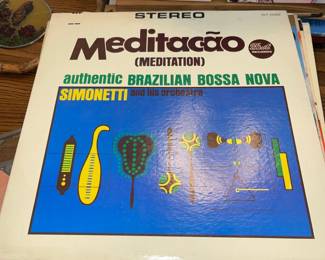 STEREO
Meditacão
(MEDITATION)
authentic BRAZILIAN BOSSA NOVA
SIMONETTI and his orchestra